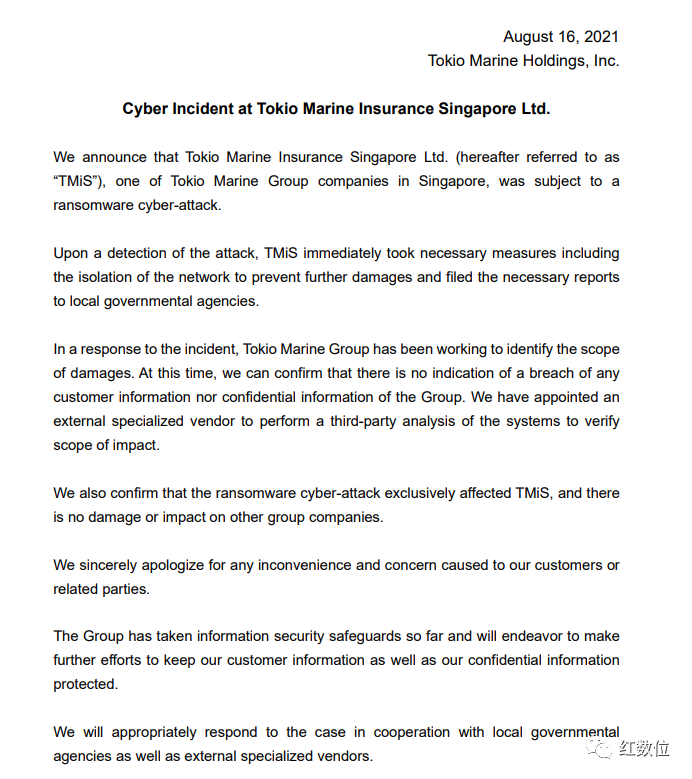 August 16, 2021
Tokio Marine Holdings, Inc.
Cyber Incident at Tokio Marine Insurance Singapore Ltd.
We announce that Tokio Marine Insurance Singapore Ltd. (hereafter referred to as
“TMiS”), one of Tokio Marine Group companies in Singapore, was subject to a
ransomware cyber-attack.
Upon a detection of the attack, TMiS immediately took necessary measures including
the isolation of the network to prevent further damages and filed the necessary reports
to local governmental agencies.
In a response to the incident, Tokio Marine Group has been working to identify the scope
of damages. At this time, we can confirm that there is no indication of a breach of any
customer information nor confidential information of the Group. We have appointed an
external specialized vendor to perform a third-party analysis of the systems to verify
scope of impact.
We also confirm that the ransomware cyber-attack exclusively affected TMiS, and there
is no damage or impact on other group companies.
We sincerely apologize for any inconvenience and concern caused to our customers or
related parties.
The Group has taken information security safeguards so far and will endeavor to make
further efforts to keep our customer information as well as our confidential information
protected.
We will appropriately respond to the case in cooperation with local governmental
agencies as well as external specialized vendors.
红数位